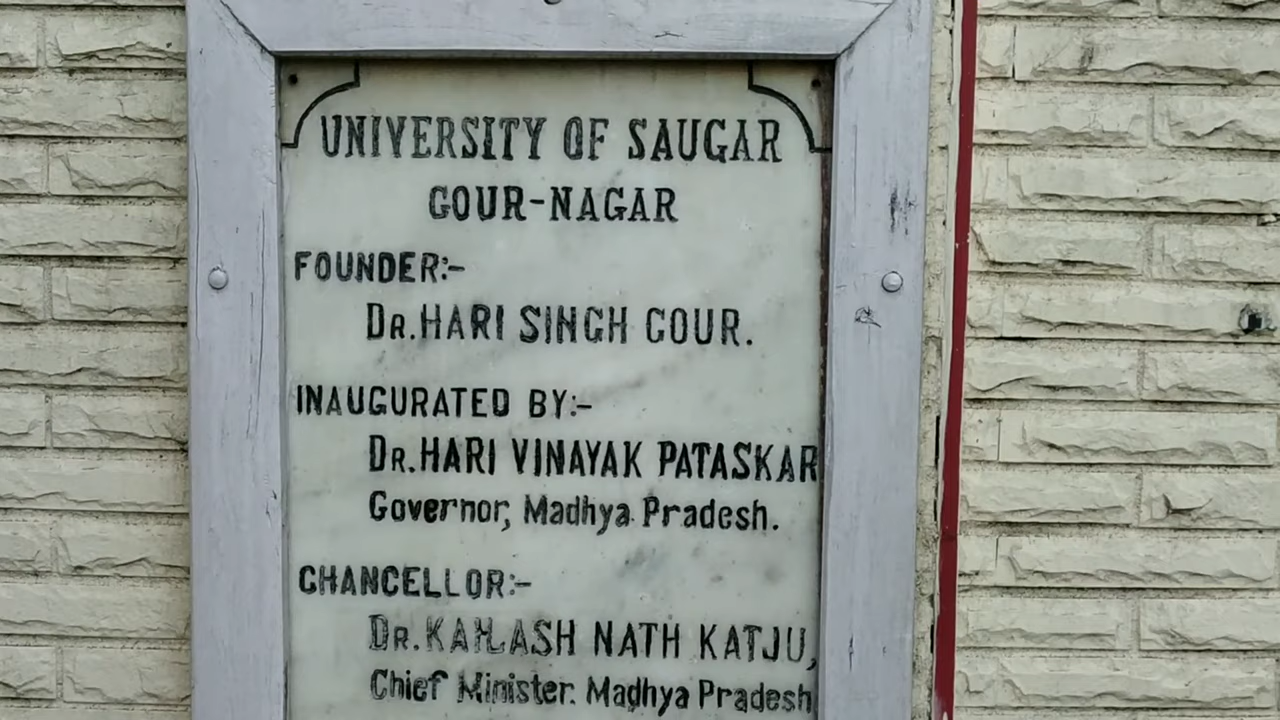 UNIVERSITY OF SAUGAR
GOUR-NAGAR
FOUNDER:-
DR.HARI SINGH GOUR.
INAUGURATED BY:-
DR.HARI VINAYAK PATASKAR
Governor, Madhya Pradesh.
CHANCELLOR:-
DR.KAILASH NATH KATJU,
Chief Minister. Madhya Pradesh